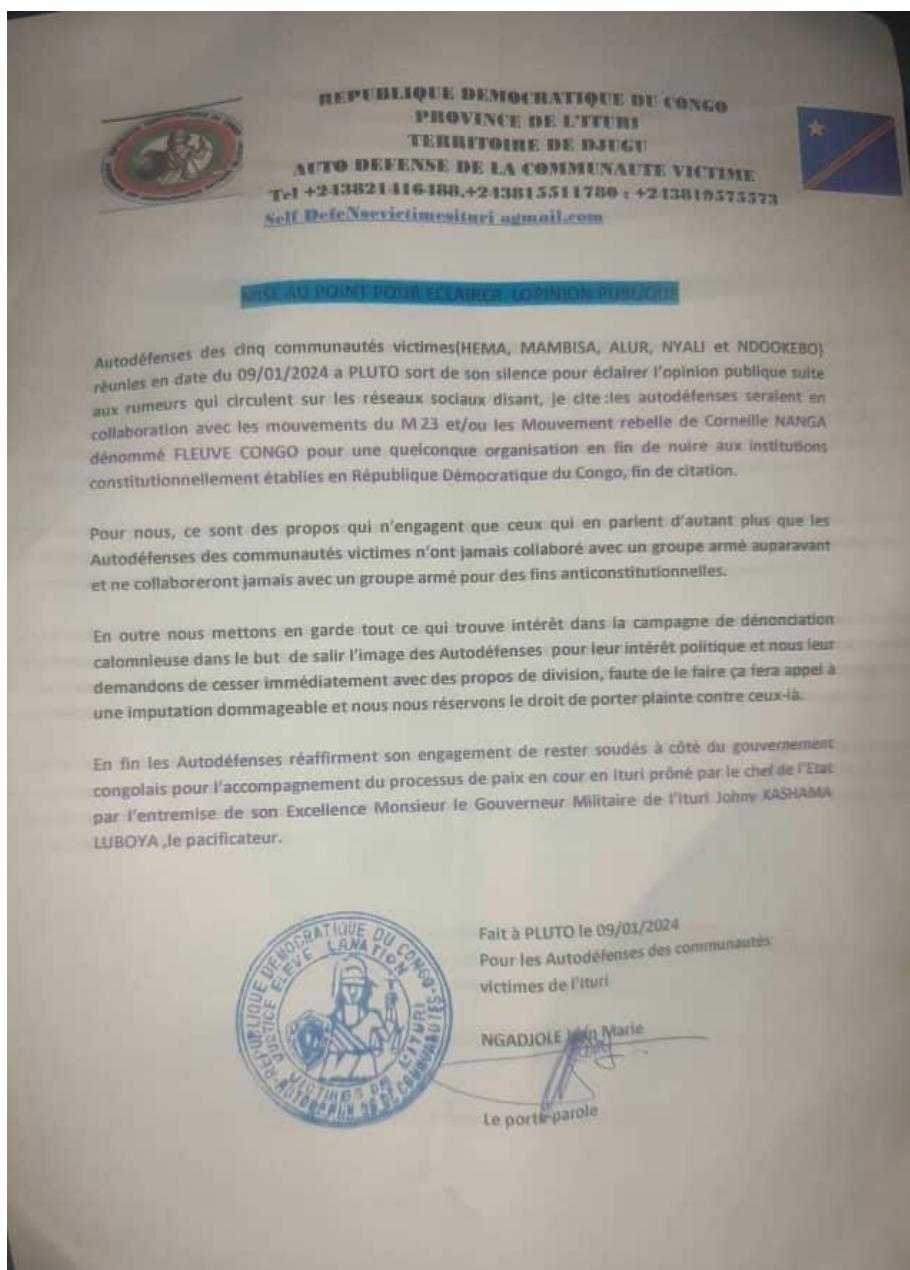 REPUBLIQUE DEMOCRATIQUE DU CONGO
PROVINCE DE L'ITURI
TERRITOIRE DE DJUGU
AUTO DEFENSE DE LA COMMUNAUTE VICTIME
Tel +243821416488,+243815511780 ; +243819575573
Self DefeNsevictimesituri agmail.com
MISE AU POINT POUR ECLAIRER LOPINION PUBLIQUE
Autodéfenses des cinq communautés victimes(HEMA, MAMBISA, ALUR, NYALI et NDOOKEBO)
réunies en date du 09/01/2024 a PLUTO sort de son silence pour éclairer l'opinion publique suite
aux rumeurs qui circulent sur les réseaux sociaux disant, je cite :les autodéfenses seraient en
collaboration avec les mouvements du M 23 et/ou les Mouvement rebelle de Corneille NANGA
dénommé FLEUVE CONGO pour une quelconque organisation en fin de nuire aux institutions
constitutionnellement établies en République Démocratique du Congo, fin de citation.
Pour nous, ce sont des propos qui n'engagent que ceux qui en parlent d'autant plus que les
Autodéfenses des communautés victimes n'ont jamais collaboré avec un groupe armé auparavant
et ne collaboreront jamais avec un groupe armé pour des fins anticonstitutionnelles.
En outre nous mettons en garde tout ce qui trouve intérêt dans la campagne de dénonciation
calomnieuse dans le but de salir l'image des Autodéfenses pour leur intérêt politique et nous leur
demandons de cesser immédiatement avec des propos de division, faute de le faire ça fera appel à
une imputation dommageable et nous nous réservons le droit de porter plainte contre ceux-là.
En fin les Autodéfenses réaffirment son engagement de rester soudés à côté du gouvernement
congolais pour l'accompagnement du processus de paix en cour en Ituri prôné par le chef de l'Etat
par l'entremise de son Excellence Monsieur le Gouverneur Militaire de l'Ituri Johny KASHAMA
LUBOYA ,le pacificateur.
Fait à PLUTO le 09/01/2024
Pour les Autodéfenses des communautés
victimes de l'Ituri
NGADJOLE Marie
Le porte-parole
REPUBLIQUE DEMOCRATIQUE DU CONGO
JUSTICE ELEVE LANATION
VICTIMES DE L'ITURI